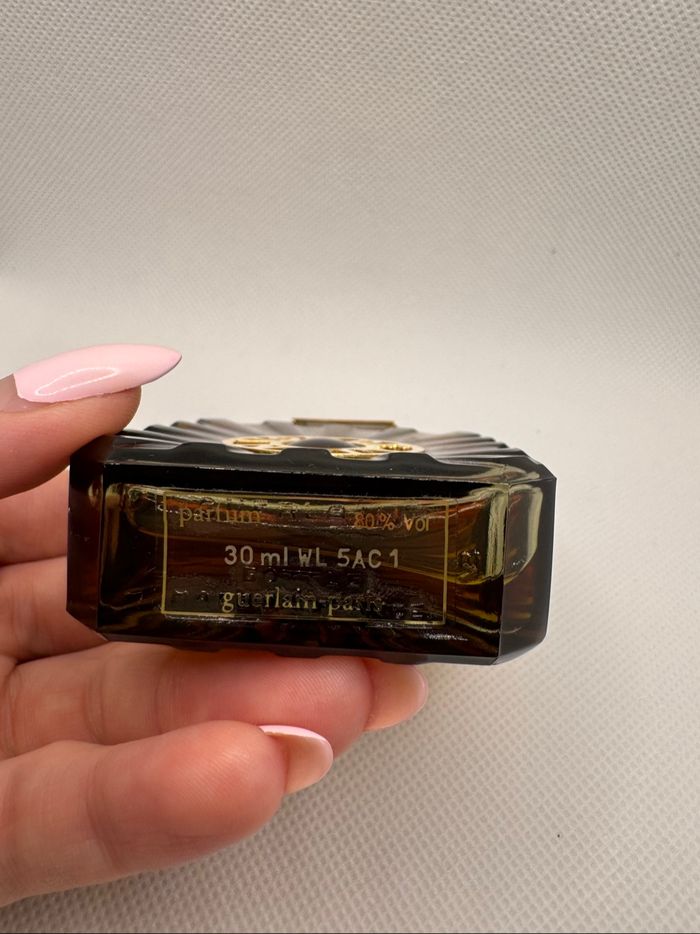 parfum 80% Vol
30 ml WL 5AC 1
guerlain-paris